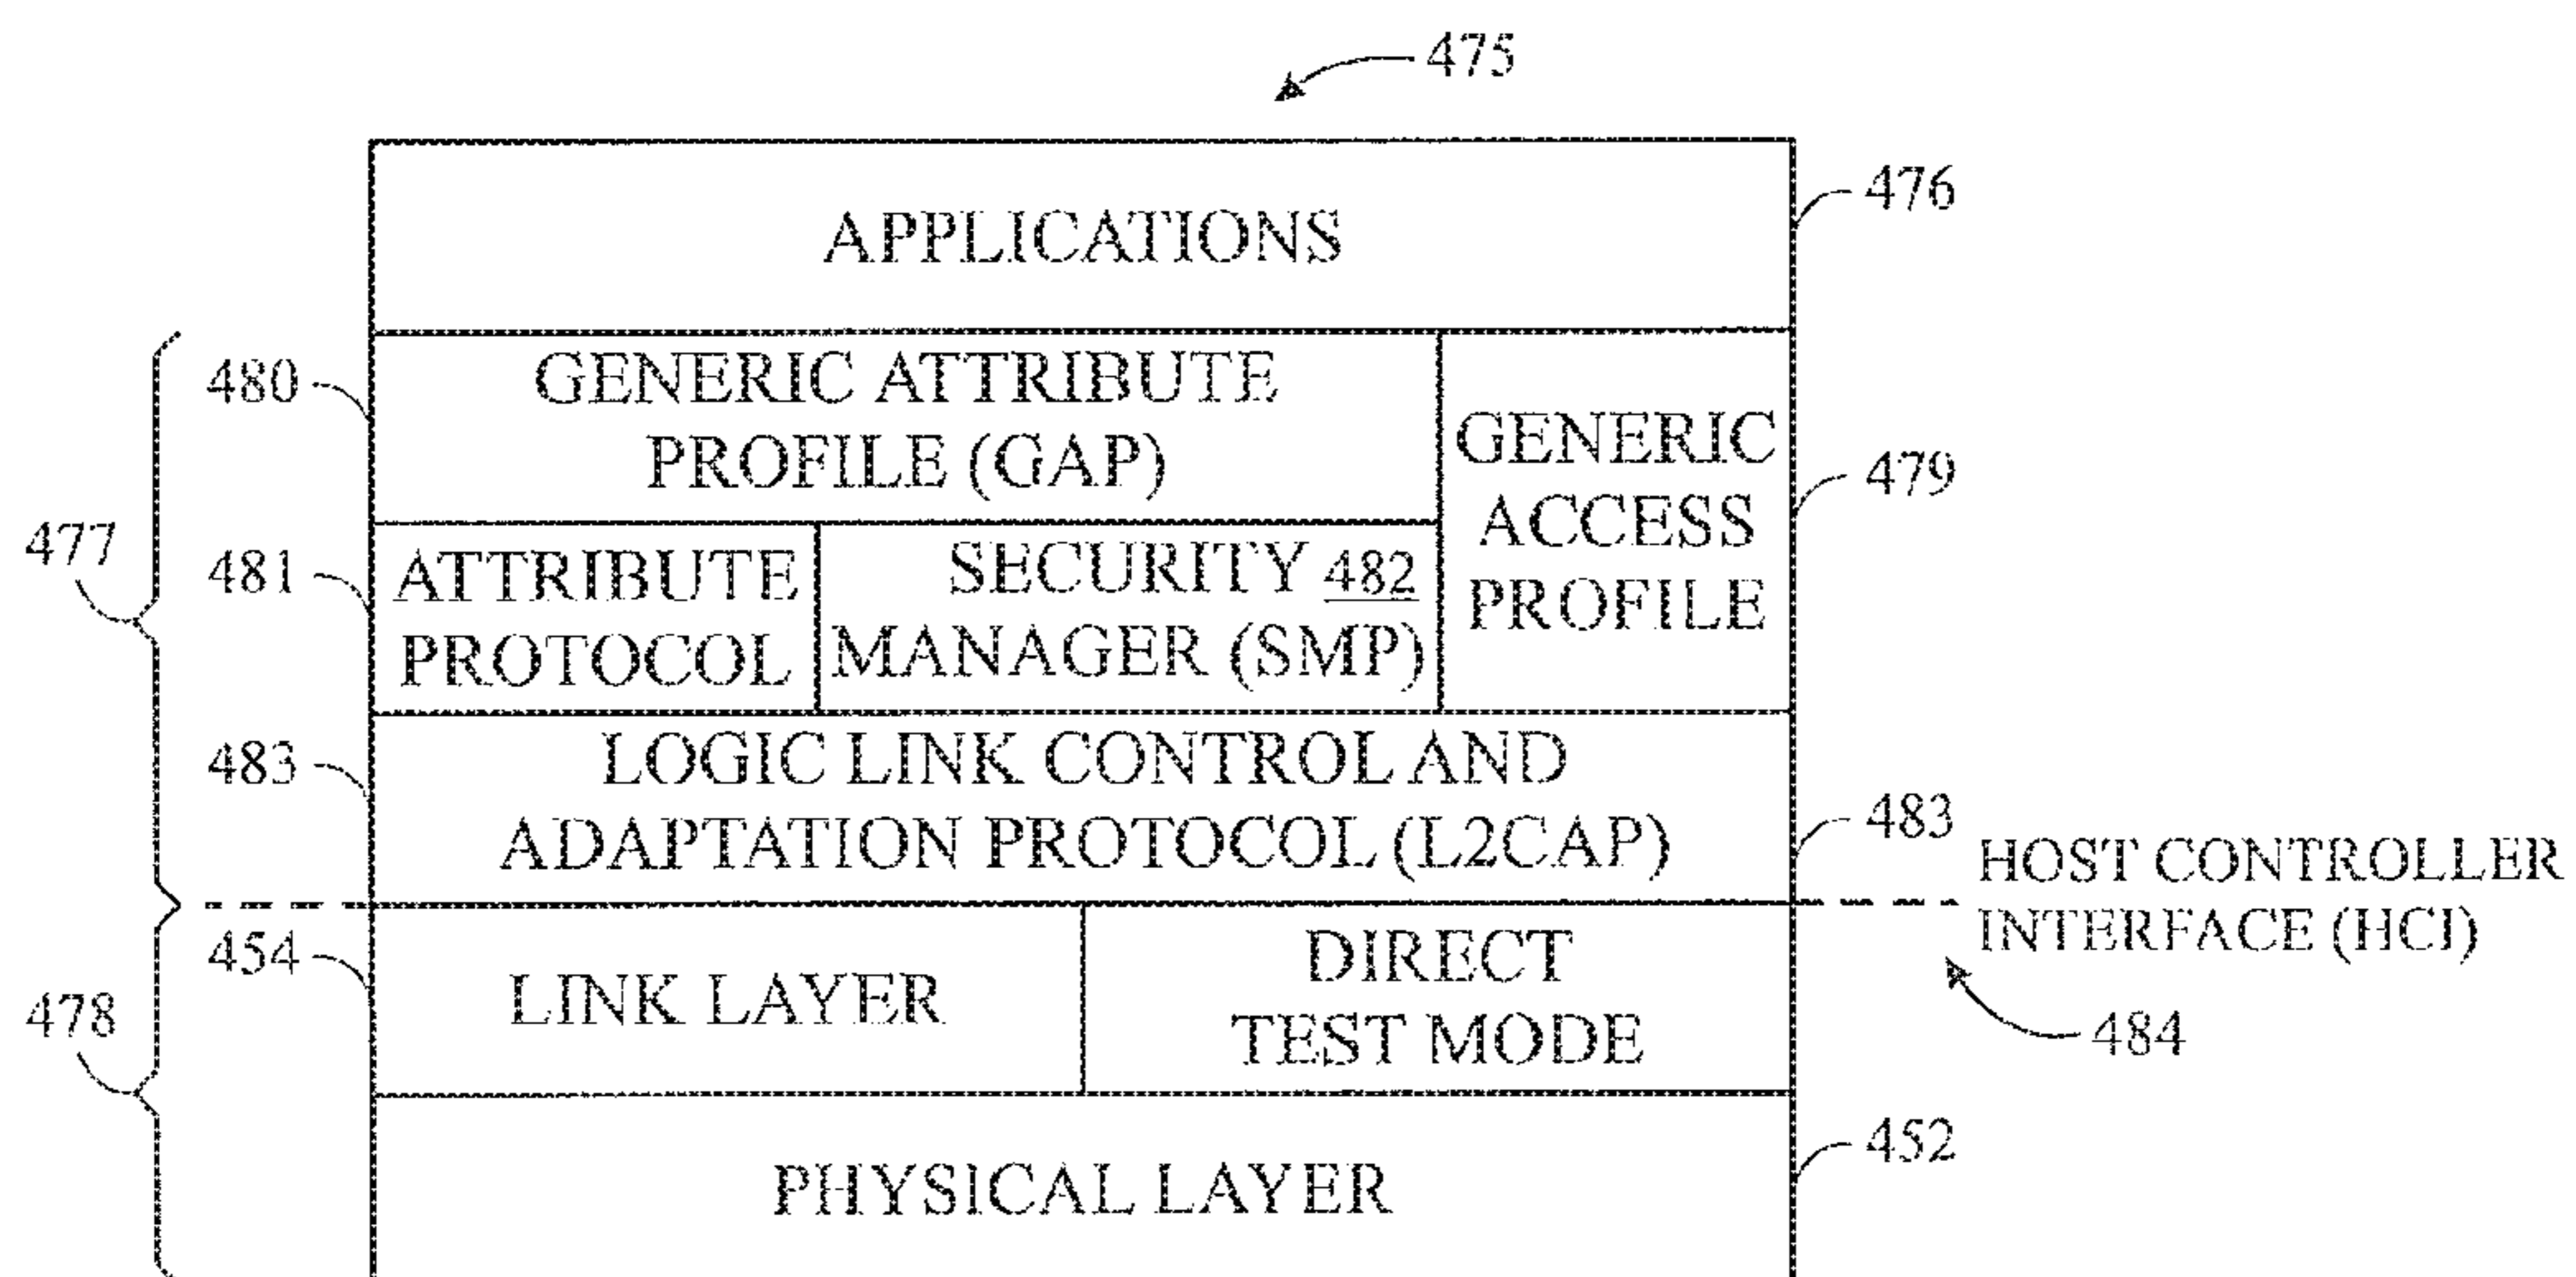 475
APPLICATIONS
476
480
GENERIC ATTRIBUTE
PROFILE (GAP)
GENERIC
ACCESS
PROFILE
479
477
481
ATTRIBUTE
PROTOCOL
SECURITY 482
MANAGER (SMP)
483
LOGIC LINK CONTROL AND
ADAPTATION PROTOCOL (L2CAP)
483
HOST CONTROLLER
INTERFACE (HCI)
484
454
LINK LAYER
DIRECT
TEST MODE
478
PHYSICAL LAYER
452